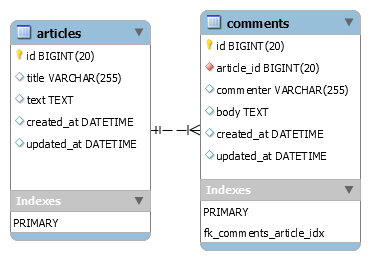 articles
id BIGINT(20)
title VARCHAR(255)
text TEXT
created_at DATETIME
updated_at DATETIME
Indexes
PRIMARY
comments
id BIGINT(20)
article_id BIGINT(20)
commenter VARCHAR(255)
body TEXT
created_at DATETIME
updated_at DATETIME
Indexes
PRIMARY
fk_comments_article_idx